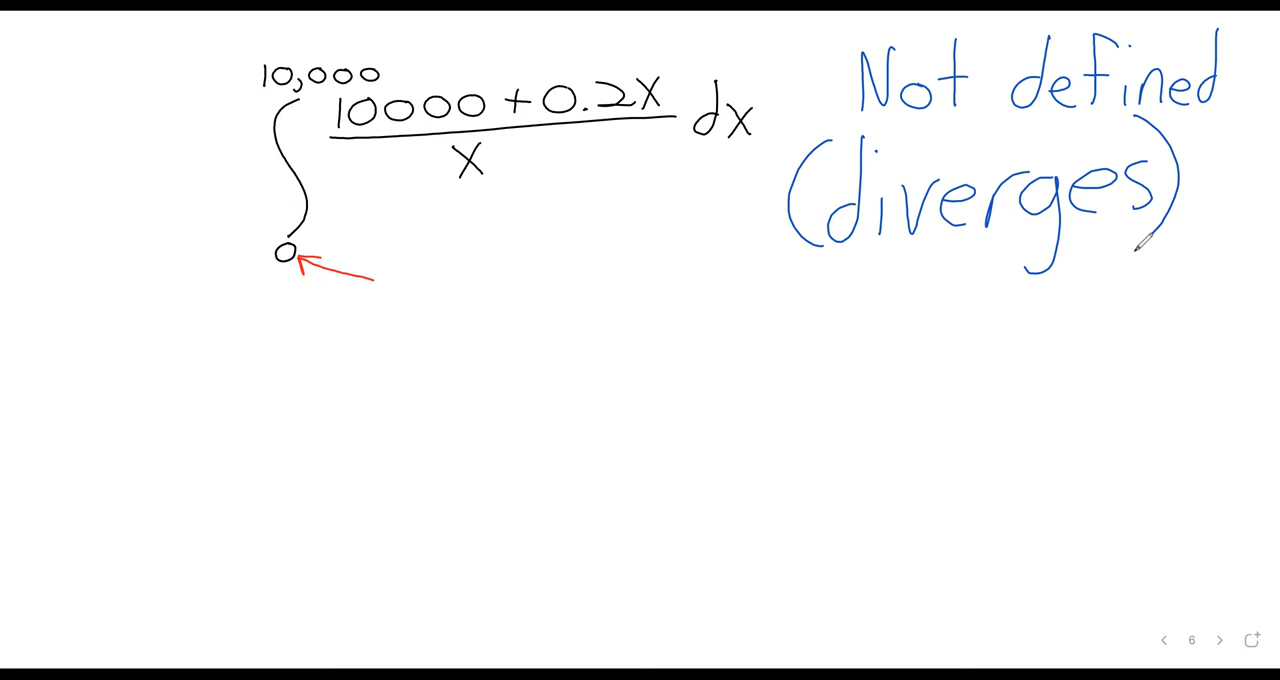 10,000
∫ 10000 + 0.2x dx
x
0
Not defined
(diverges)
6